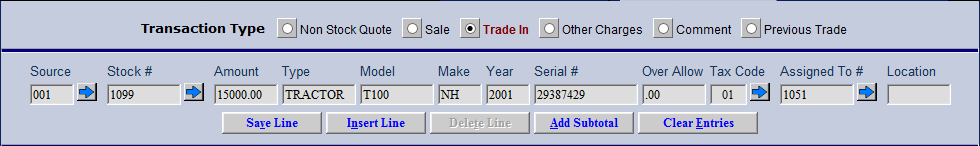 Transaction Type Non Stock Quote Sale Trade In Other Charges Comment Previous Trade
Source Stock # Amount Type Model Make Year Serial # Over Allow Tax Code Assigned To # Location
001 1099 15000.00 TRACTOR T100 NH 2001 29387429 .00 01 1051
Save Line Insert Line Delete Line Add Subtotal Clear Entries